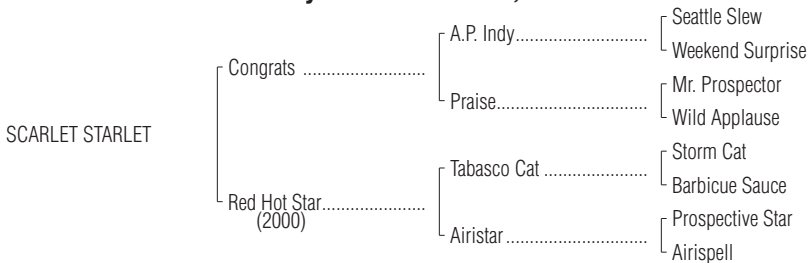 Seattle Slew
A.P. Indy
Weekend Surprise
Congrats
Mr. Prospector
Praise
Wild Applause
SCARLET STARLET
Storm Cat
Tabasco Cat
Barbicue Sauce
Red Hot Star
(2000)
Prospective Star
Airistar
Airispell